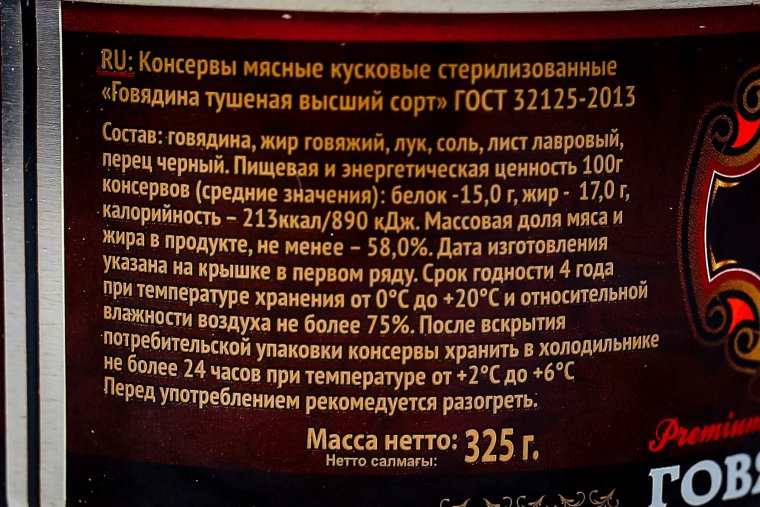 RU: Консервы мясные кусковые стерилизованные
«Говядина тушеная высший сорт» ГОСТ 32125-2013
Состав: говядина, жир говяжий, лук, соль, лист лавровый,
перец черный. Пищевая и энергетическая ценность 100г
консервов (средние значения): белок -15,0 г, жир - 17,0 г,
калорийность – 213ккал/890 кДж. Массовая доля мяса и
жира в продукте, не менее – 58,0%. Дата изготовления
указана на крышке в первом ряду. Срок годности 4 года
при температуре хранения от 0°С до +20°С и относительной
влажности воздуха не более 75%. После вскрытия
потребительской упаковки консервы хранить в холодильнике
не более 24 часов при температуре от +2°С до +6°С
Перед употреблением рекомедуется разогреть.
Масса нетто: 325 г.
Нетто салмағы:
Premium
ГОВЯ